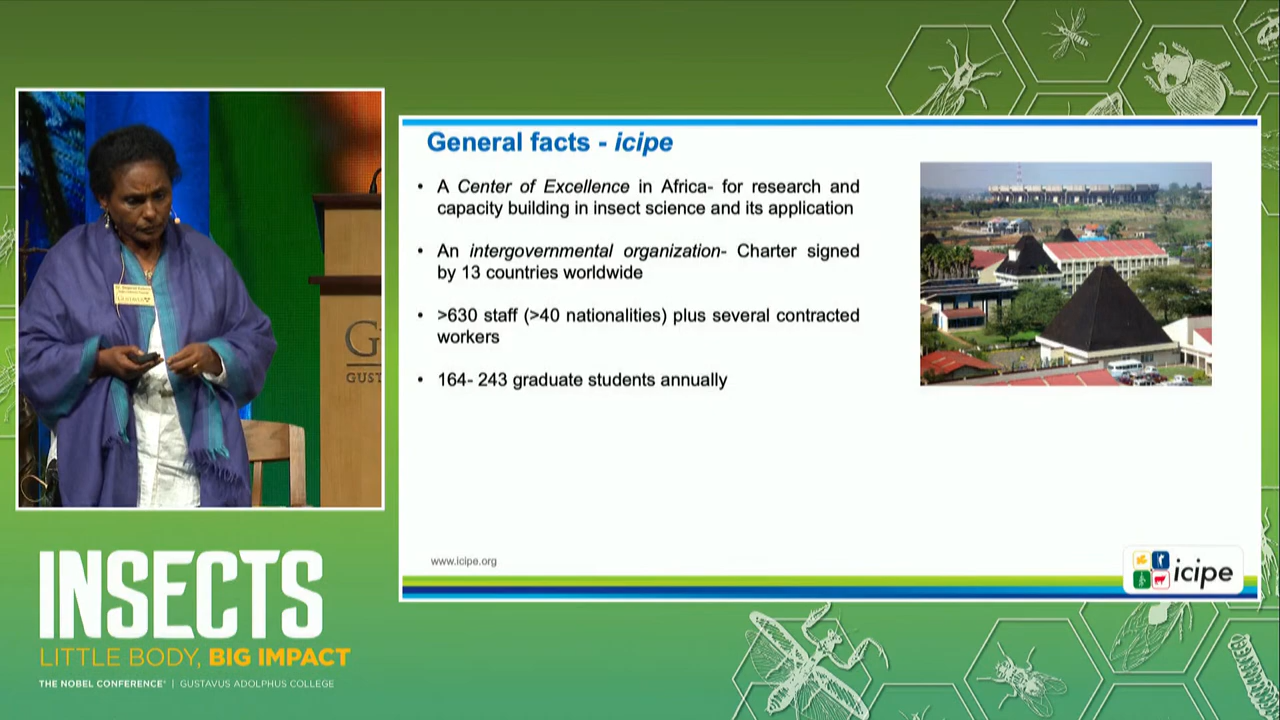 General facts - icipe
• A Center of Excellence in Africa- for research and
capacity building in insect science and its application
• An intergovernmental organization- Charter signed
by 13 countries worldwide
• >630 staff (>40 nationalities) plus several contracted
workers
• 164- 243 graduate students annually
www.icipe.org
icipe
G
GUST
INSECTS
LITTLE BODY, BIG IMPACT
THE NOBEL CONFERENCE® | GUSTAVUS ADOLPHUS COLLEGE